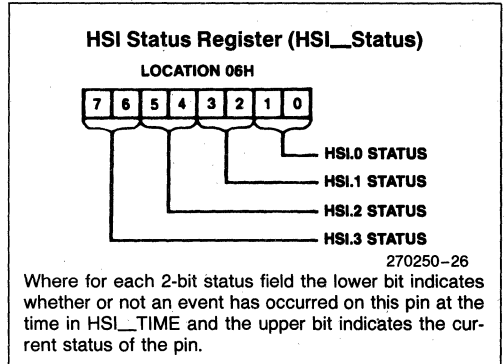 HSI Status Register (HSI__Status)
LOCATION 06H
7 6 5 4 3 2 1 0
HSI.0 STATUS
HSI.1 STATUS
HSI.2 STATUS
HSI.3 STATUS
270250–26
Where for each 2-bit status field the lower bit indicates
whether or not an event has occurred on this pin at the
time in HSI__TIME and the upper bit indicates the cur-
rent status of the pin.